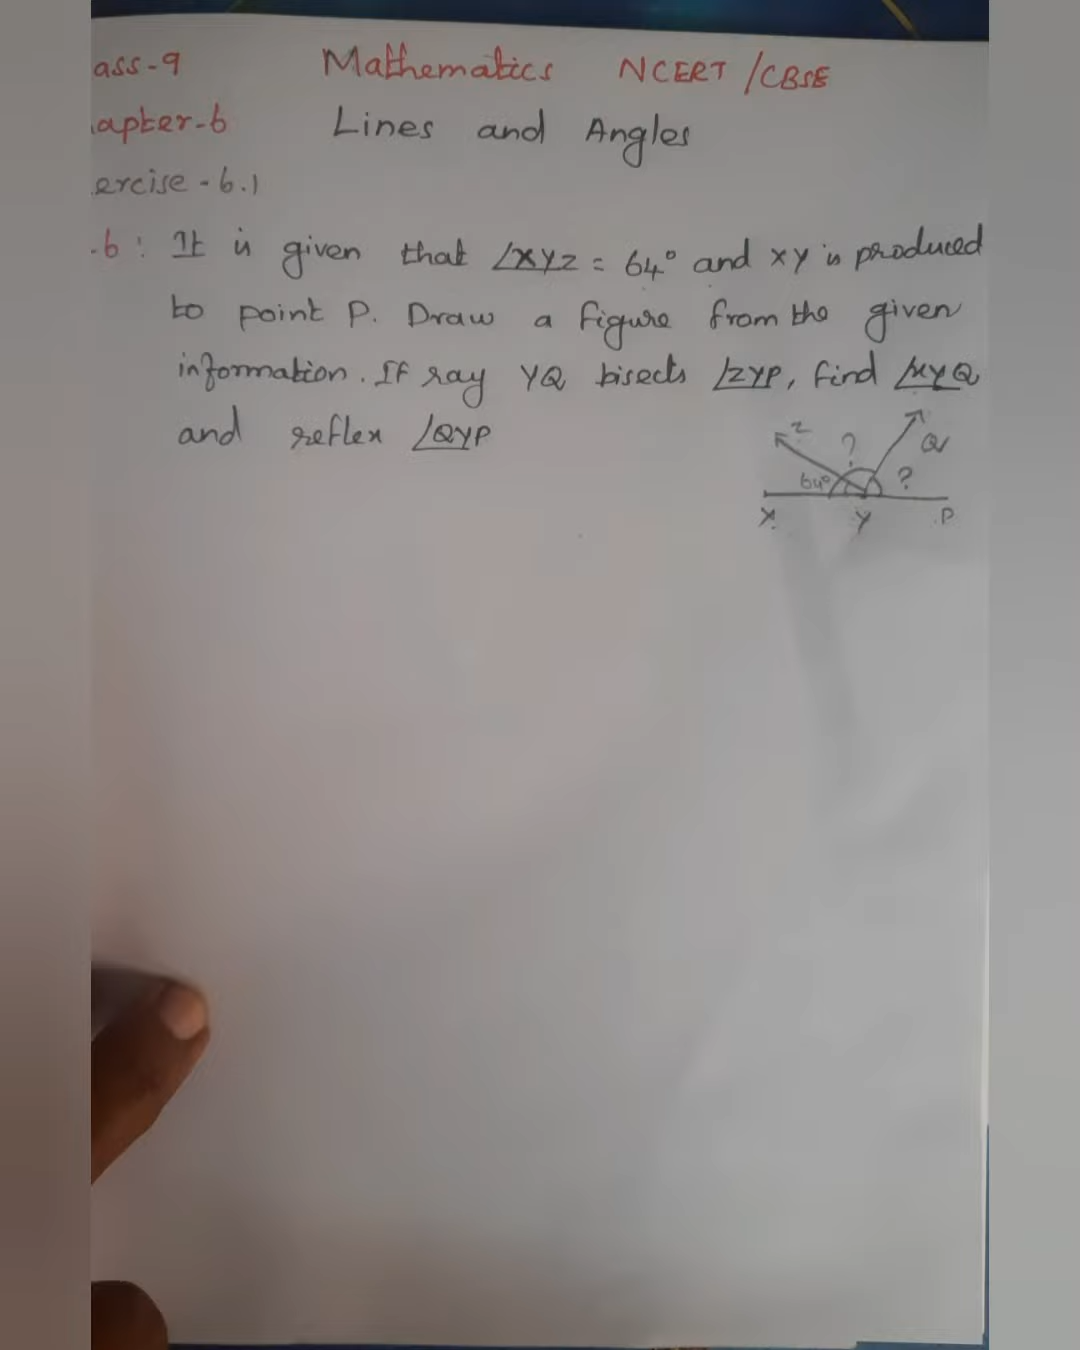 ass-9 Mathematics NCERT/CBSE
apter-6 Lines and Angles
ercise-6.1
.6: It is given that ∠XYZ = 64° and XY is produced
to point P. Draw a figure from the given
information. If ray YQ bisects ∠ZYP, find ∠XYQ
and reflex ∠QYP
Z ? Q
64° ?
X Y P